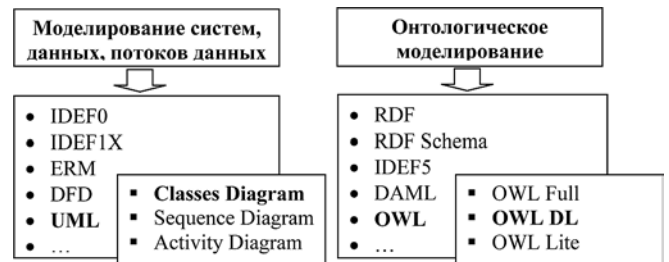 Моделирование систем,
данных, потоков данных
• IDEF0
• IDEF1X
• ERM
• DFD
• UML
• ...
▪ Classes Diagram
▪ Sequence Diagram
▪ Activity Diagram
Онтологическое
моделирование
• RDF
• RDF Schema
• IDEF5
• DAML
• OWL
• ...
▪ OWL Full
▪ OWL DL
▪ OWL Lite